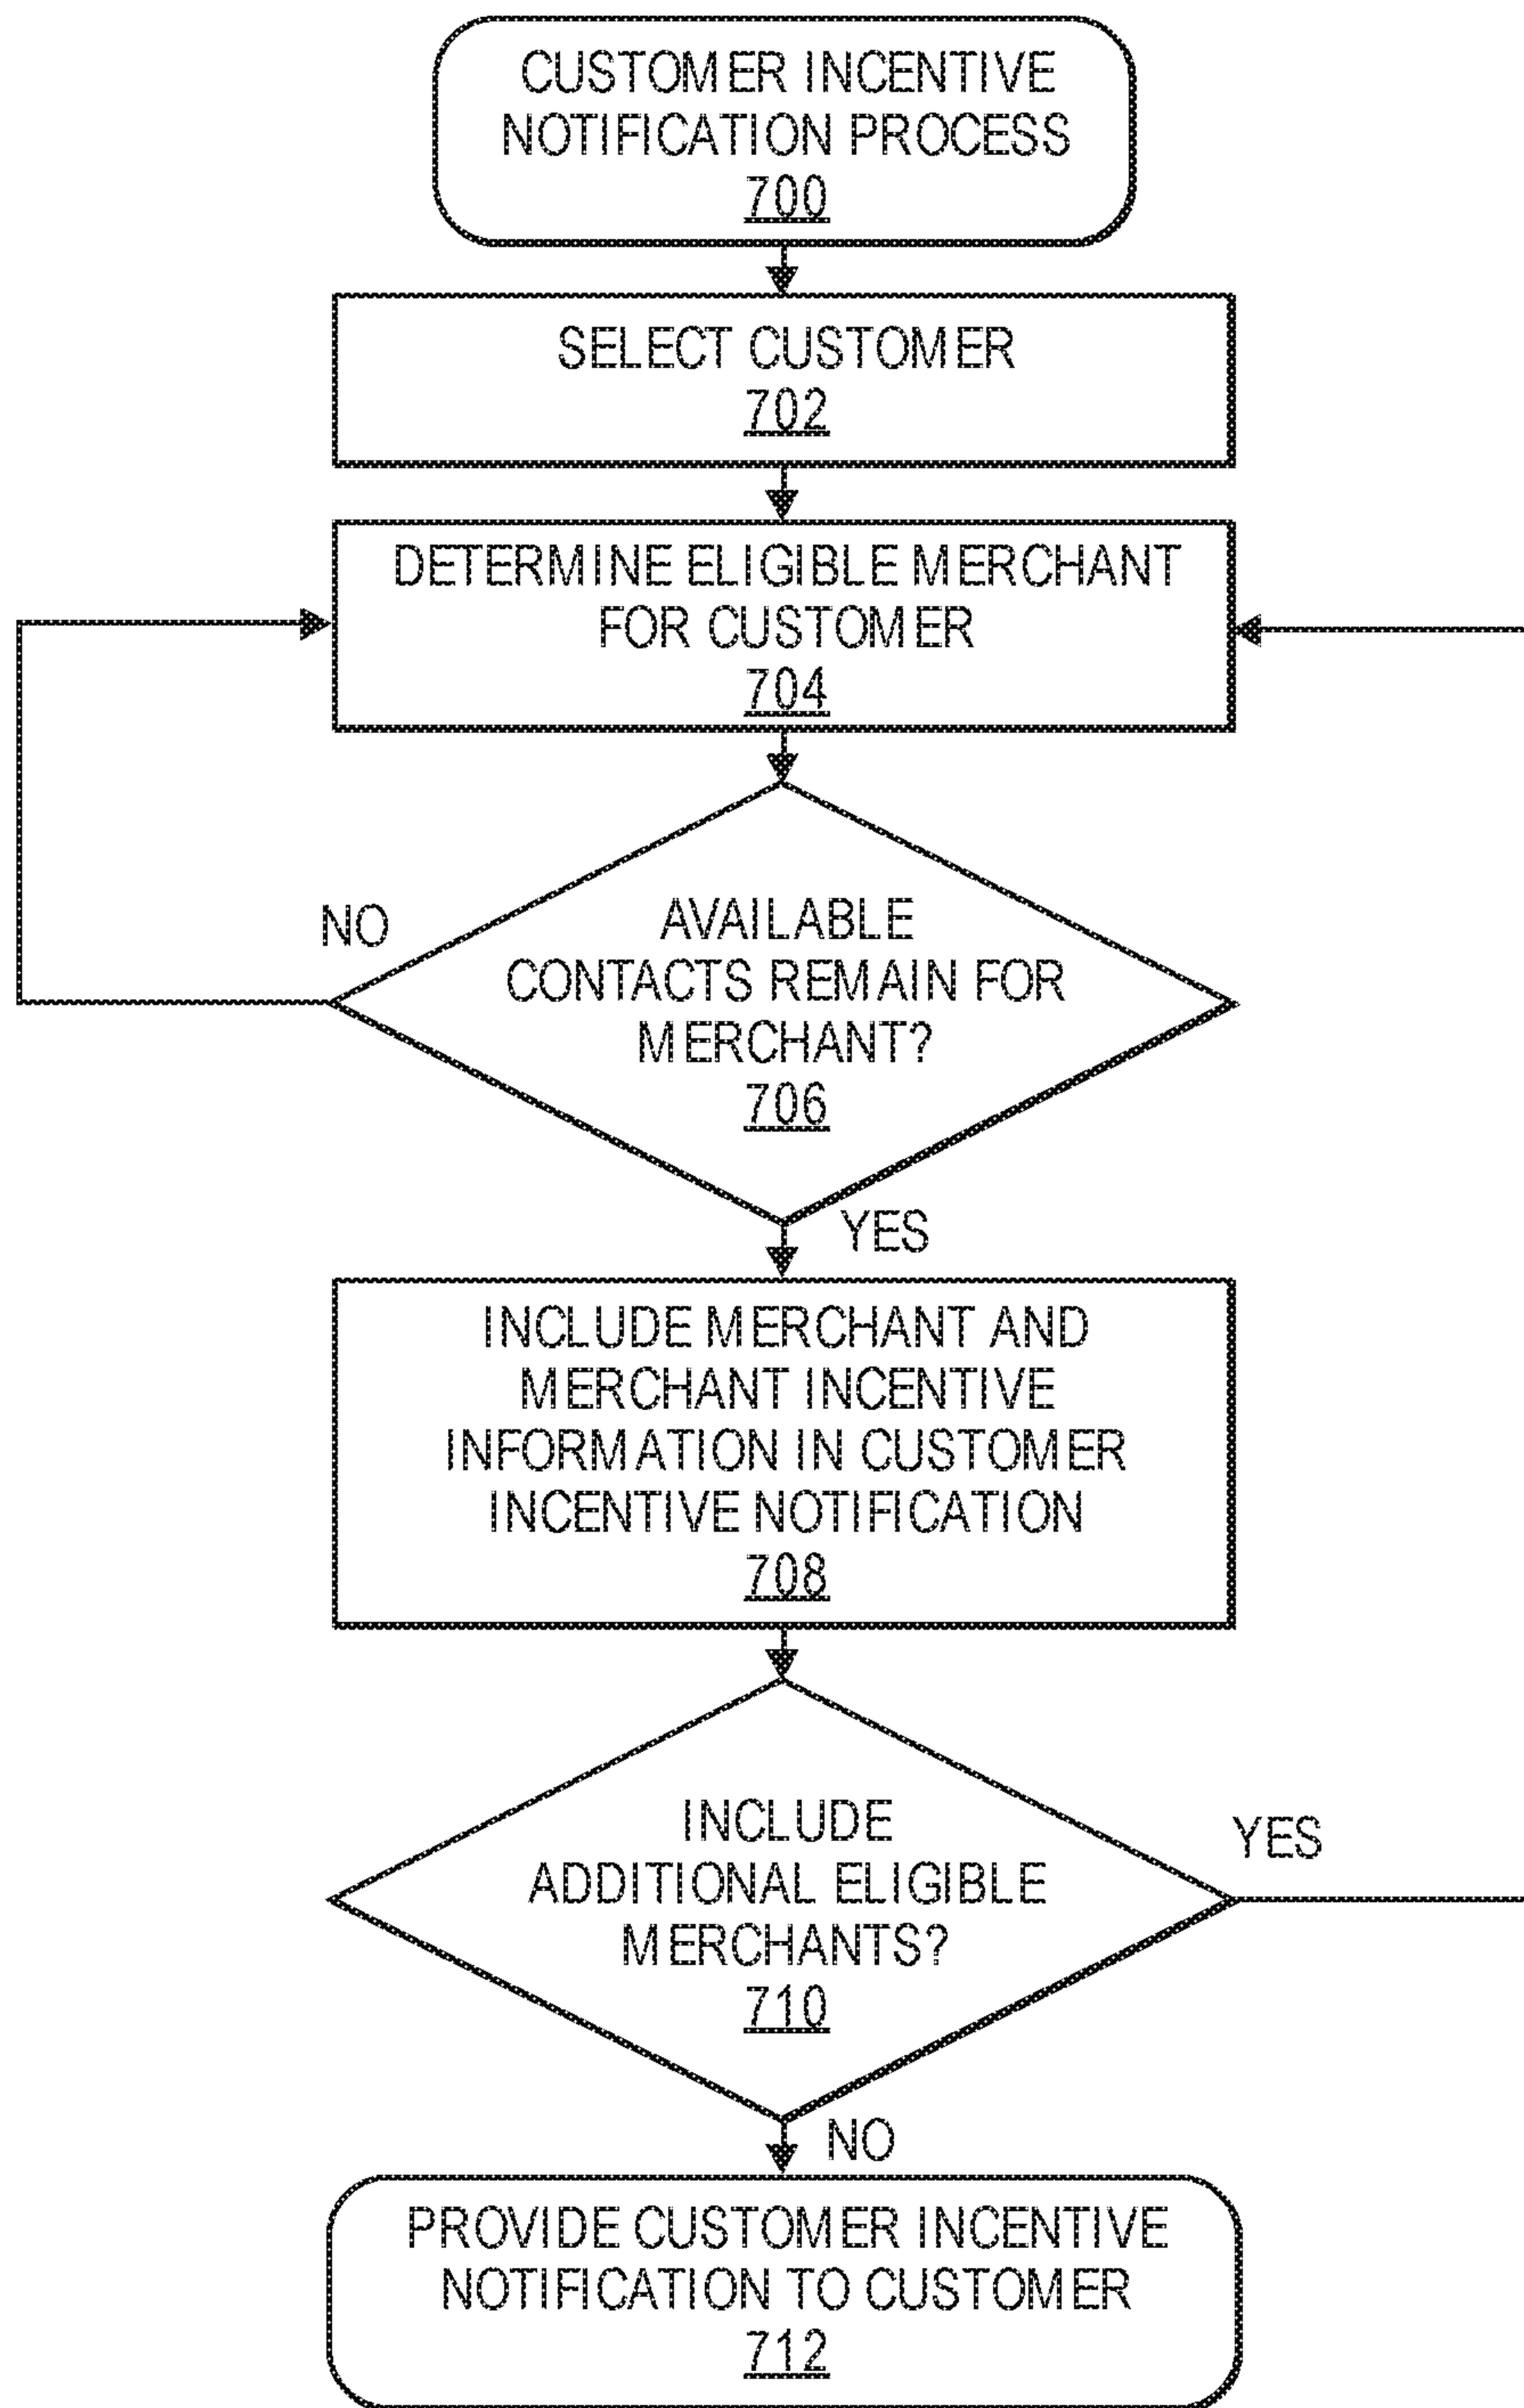 CUSTOMER INCENTIVE
NOTIFICATION PROCESS
700
SELECT CUSTOMER
702
DETERMINE ELIGIBLE MERCHANT
FOR CUSTOMER
704
NO
AVAILABLE
CONTACTS REMAIN FOR
MERCHANT?
706
YES
INCLUDE MERCHANT AND
MERCHANT INCENTIVE
INFORMATION IN CUSTOMER
INCENTIVE NOTIFICATION
708
INCLUDE
ADDITIONAL ELIGIBLE
MERCHANTS?
710
YES
NO
PROVIDE CUSTOMER INCENTIVE
NOTIFICATION TO CUSTOMER
712